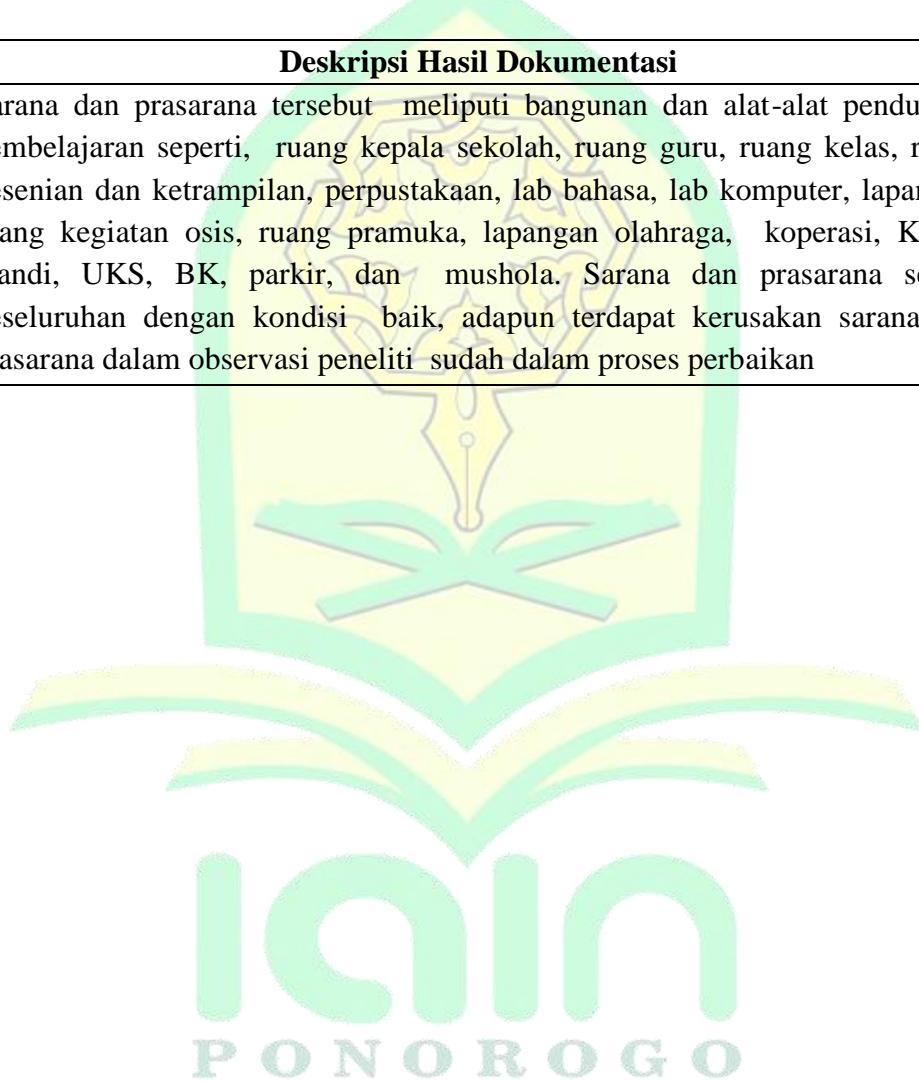 Deskripsi Hasil Dokumentasi
arana dan prasarana tersebut meliputi bangunan dan alat-alat pendu
embelajaran seperti, ruang kepala sekolah, ruang guru, ruang kelas, r
esenian dan ketrampilan, perpustakaan, lab bahasa, lab komputer, lapan
ang kegiatan osis, ruang pramuka, lapangan olahraga, koperasi, K
andi, UKS, BK, parkir, dan mushola. Sarana dan prasarana se
eseluruhan dengan kondisi baik, adapun terdapat kerusakan sarana
asarana dalam observasi peneliti sudah dalam proses perbaikan
iain
PONOROGO